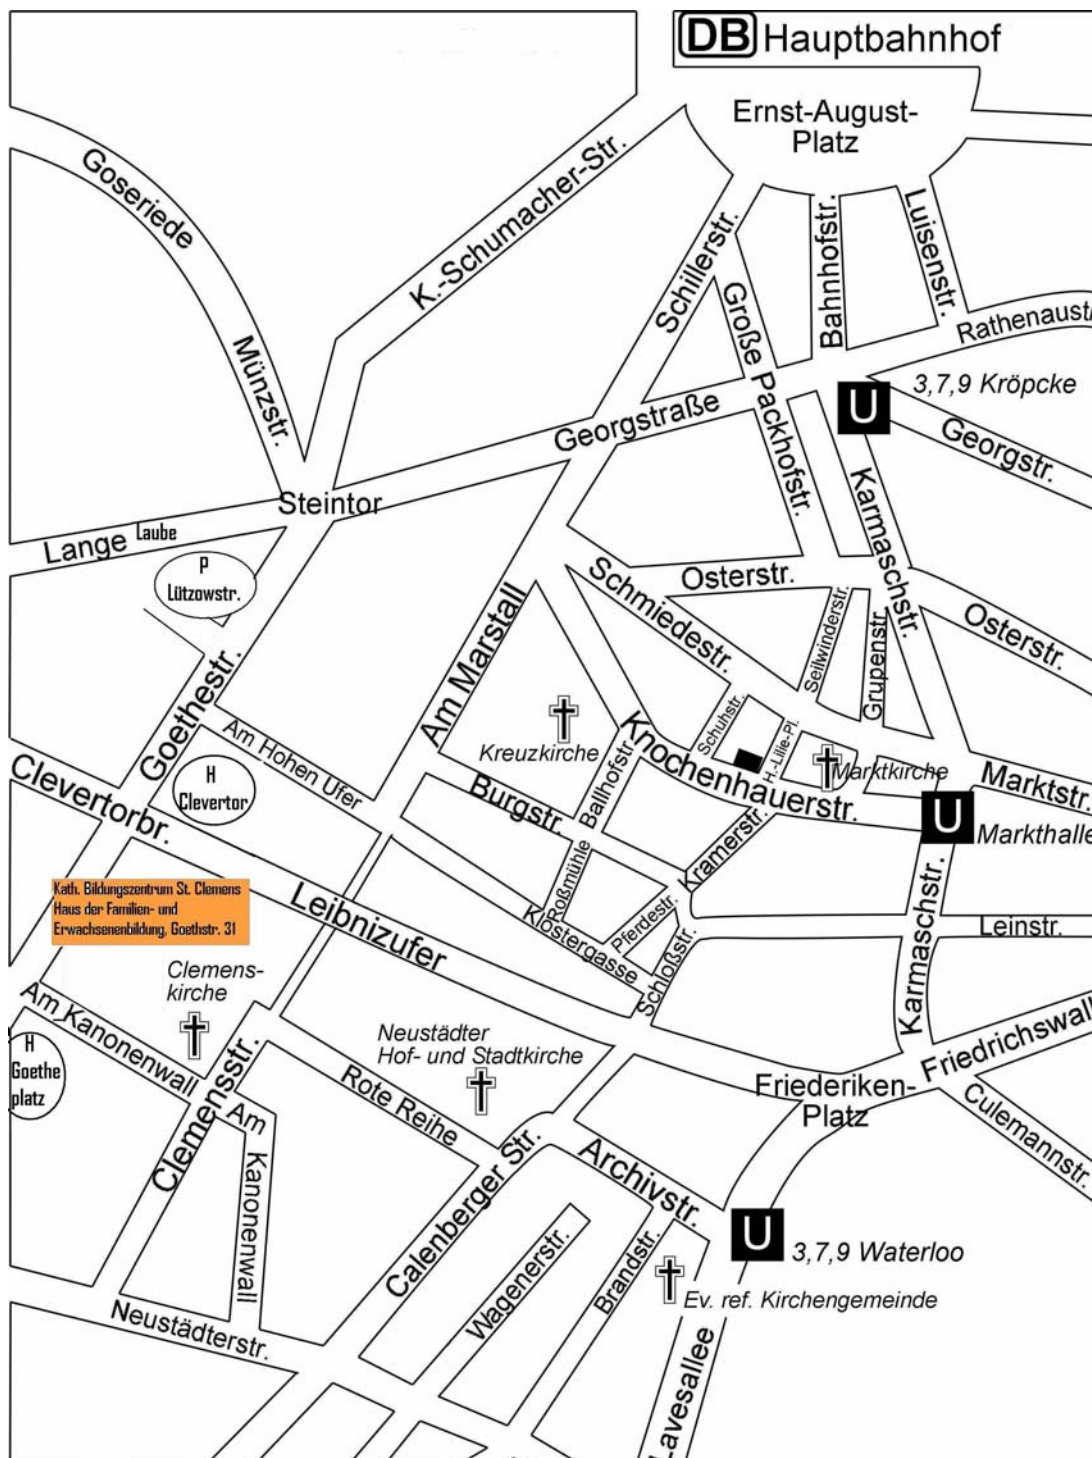 DB Hauptbahnhof
Ernst-August-
Platz
Goseriede
K.-Schumacher-Str.
Schillerstr.
Bahnhofstr.
Luisenstr.
Große Packhofstr.
Rathenaust
Münzstr.
3,7,9 Kröpcke
U
Georgstraße
Georgstr.
Steintor
Lange Laube
Karmaschstr.
P
Lützowstr.
Osterstr.
Schmiedestr.
Seilwinderstr.
Grupenstr.
Osterstr.
Am Marstall
Goethestr.
Am Hohen Ufer
Kreuzkirche
Knochenhauerstr.
Schuhstr.
H.-Lilie-Pl.
Marktkirche
Marktstr.
Clevertorbr.
H
Clevertor
Burgstr.
Ballhofstr.
Kramerstr.
U
Markthalle
Kath. Bildungszentrum St. Clemens
Haus der Familien- und
Erwachsenenbildung, Goethstr. 31
Leibnizufer
Roßmühle
Klostergasse
Pferdestr.
Schloßstr.
Karmaschstr.
Leinstr.
Clemens-
kirche
Am Kanonenwall
Neustädter
Hof- und Stadtkirche
H
Goethe
platz
Clemensstr.
Rote Reihe
Friederiken-
Platz
Friedrichswall
Culemannstr.
Am
Kanonenwall
Calenberger Str.
Archivstr.
Wagenerstr.
Brandstr.
U
3,7,9 Waterloo
Ev. ref. Kirchengemeinde
Neustädterstr.
Lavesallee